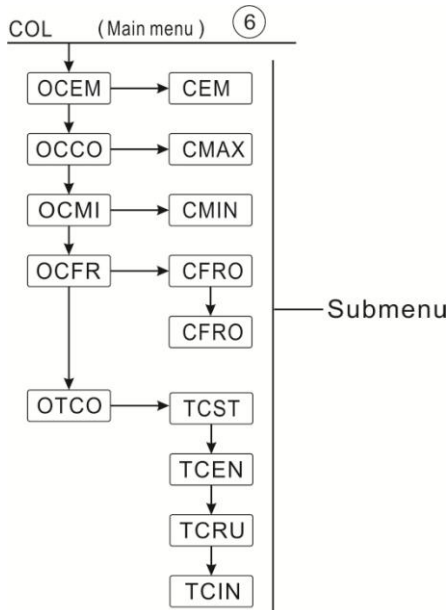 COL (Main menu) 6
OCEM CEM
OCCO CMAX
OCMI CMIN
OCFR CFRO
CFRO
Submenu
OTCO TCST
TCEN
TCRU
TCIN